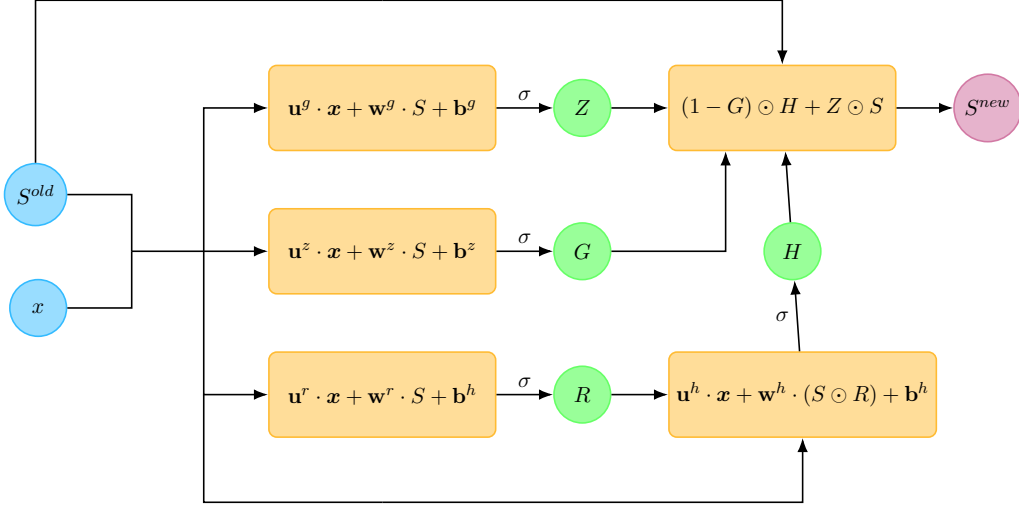 𝐮^g · 𝒙 + 𝐰^g · S + 𝐛^g
σ
Z
(1 − G) ⊙ H + Z ⊙ S
S^{new}
S^{old}
𝐮^z · 𝒙 + 𝐰^z · S + 𝐛^z
σ
G
H
x
σ
𝐮^r · 𝒙 + 𝐰^r · S + 𝐛^h
σ
R
𝐮^h · 𝒙 + 𝐰^h · (S ⊙ R) + 𝐛^h